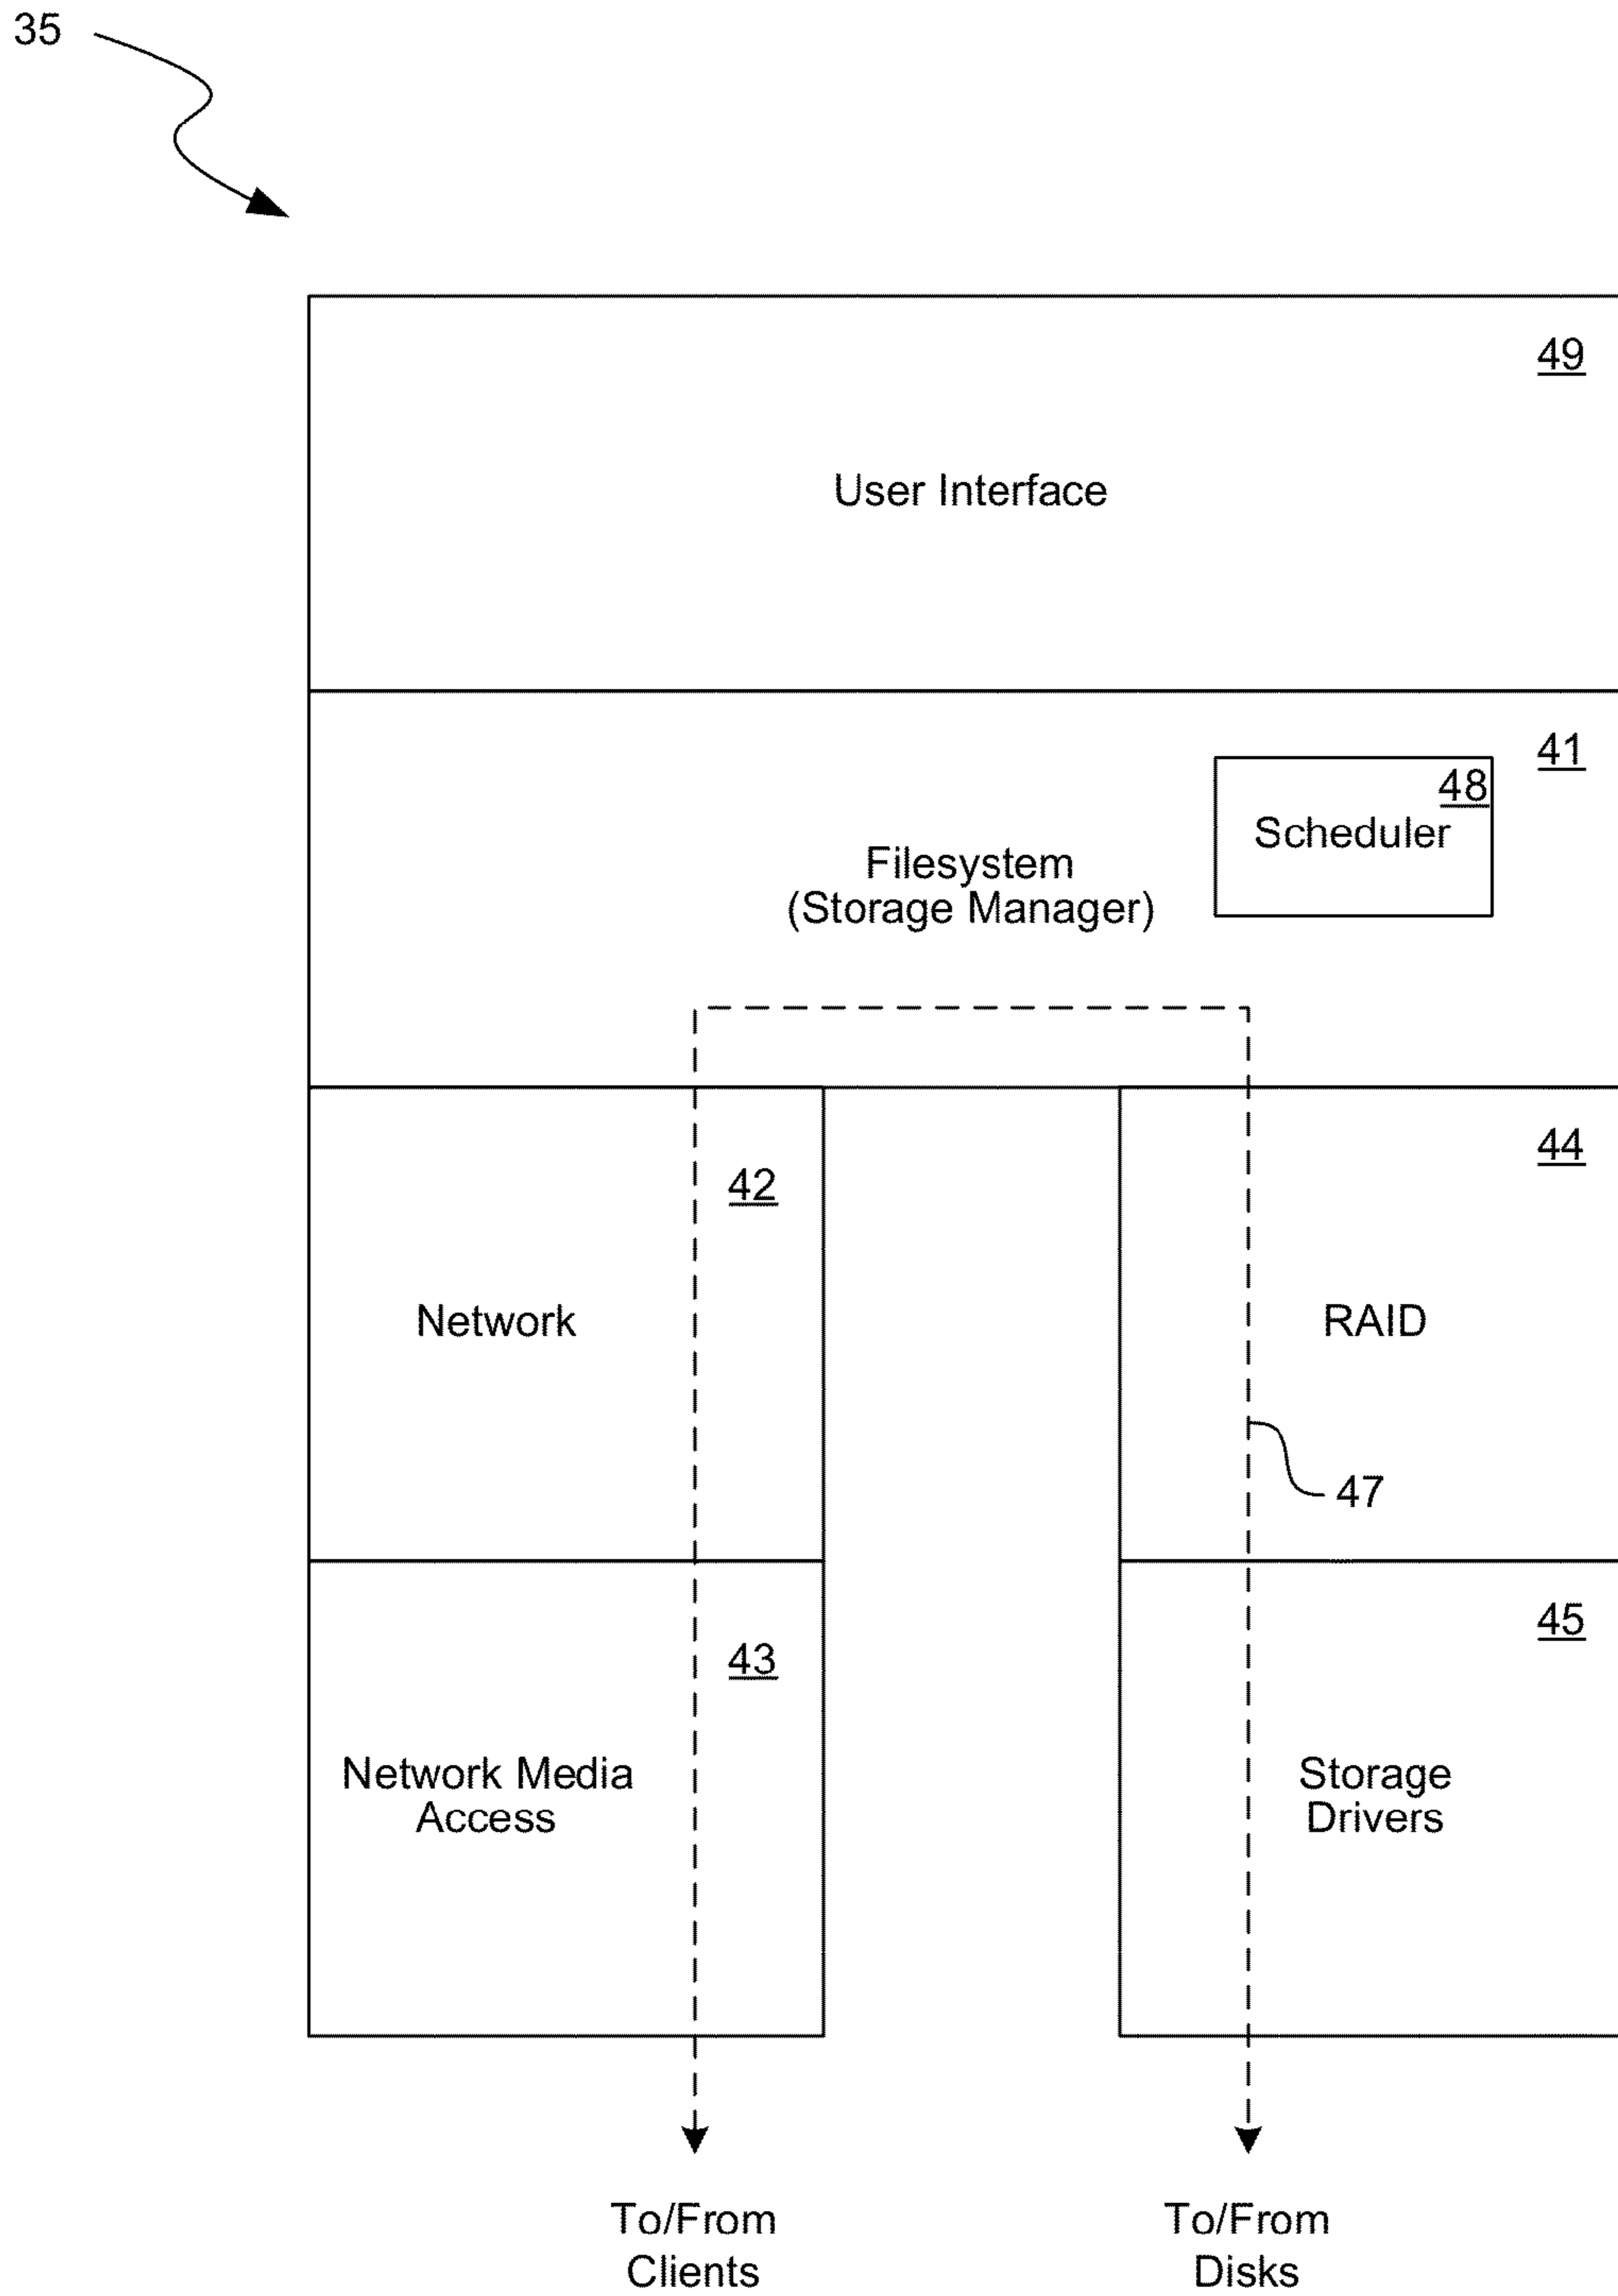 35
49
User Interface
41
48
Scheduler
Filesystem
(Storage Manager)
42
44
Network
RAID
47
43
45
Network Media
Access
Storage
Drivers
To/From
Clients
To/From
Disks